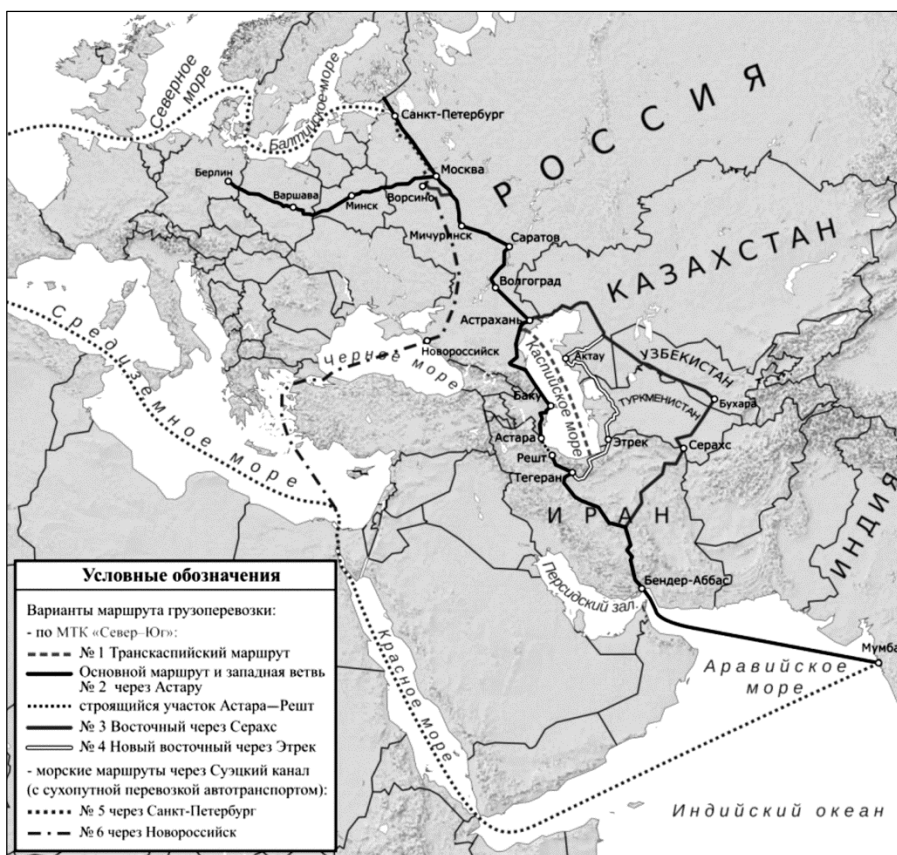 Северное
море
Балтийское море
Санкт-Петербург
РОССИЯ
Москва
Берлин
Варшава
Минск
Ворсино
Мичуринск
Саратов
КАЗАХСТАН
Волгоград
Астрахань
Средиземное море
Черное море
Новороссийск
Каспийское море
Актау
УЗБЕКИСТАН
ТУРКМЕНИСТАН
Бухара
Баку
Астара
Этрек
Серахс
Решт
Тегеран
ИРАН
ИНДИЯ
Персидский зал.
Бендер-Аббас
Красное море
Мумба
Аравийское
море
Индийский океан
Условные обозначения
Варианты маршрута грузоперевозки:
- по МТК «Север–Юг»:
№ 1 Транскаспийский маршрут
Основной маршрут и западная ветвь
№ 2 через Астару
строящийся участок Астара—Решт
№ 3 Восточный через Серахс
№ 4 Новый восточный через Этрек
- морские маршруты через Суэцкий канал
(с сухопутной перевозкой автотранспортом):
№ 5 через Санкт-Петербург
№ 6 через Новороссийск